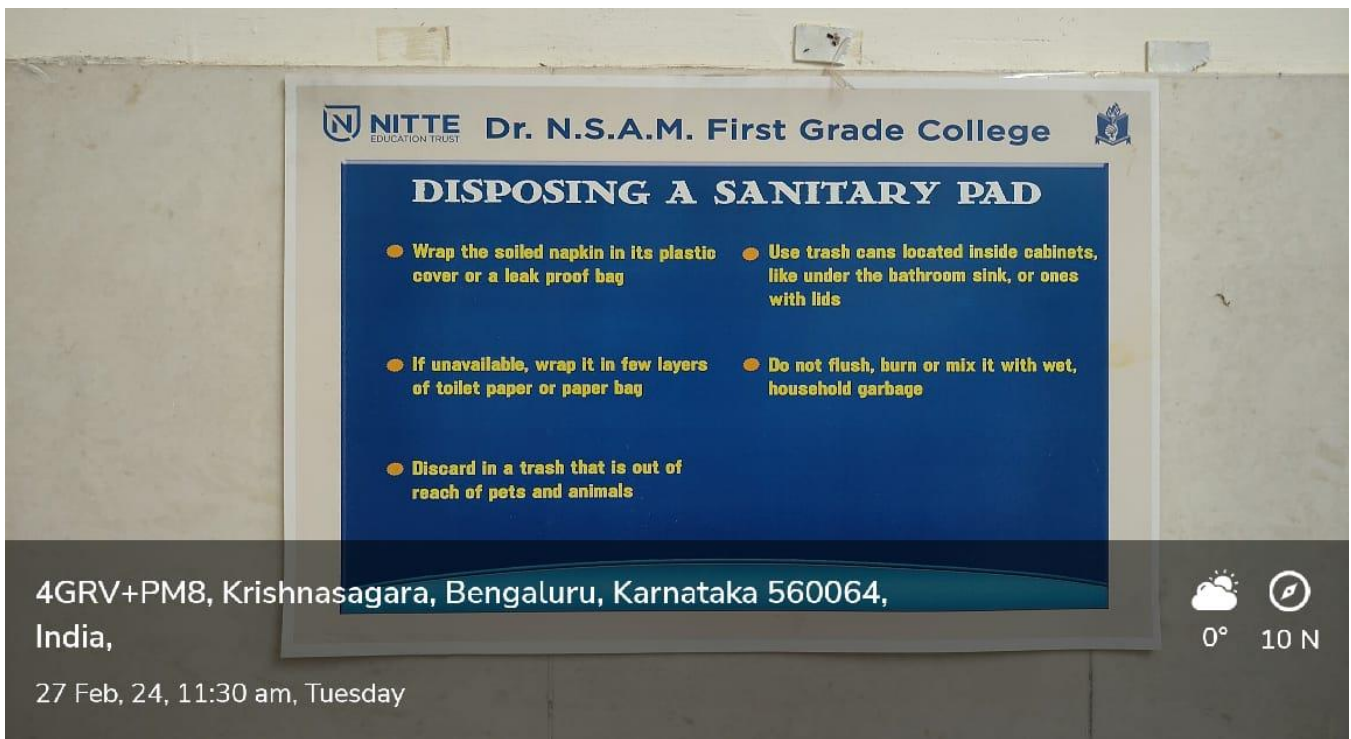 NITTE
EDUCATION TRUST
Dr. N.S.A.M. First Grade College
DISPOSING A SANITARY PAD
Wrap the soiled napkin in its plastic
cover or a leak proof bag
If unavailable, wrap it in few layers
of toilet paper or paper bag
Discard in a trash that is out of
reach of pets and animals
Use trash cans located inside cabinets,
like under the bathroom sink, or ones
with lids
Do not flush, burn or mix it with wet,
household garbage
4GRV+PM8, Krishnasagara, Bengaluru, Karnataka 560064,
India,
27 Feb, 24, 11:30 am, Tuesday
0°
10 N